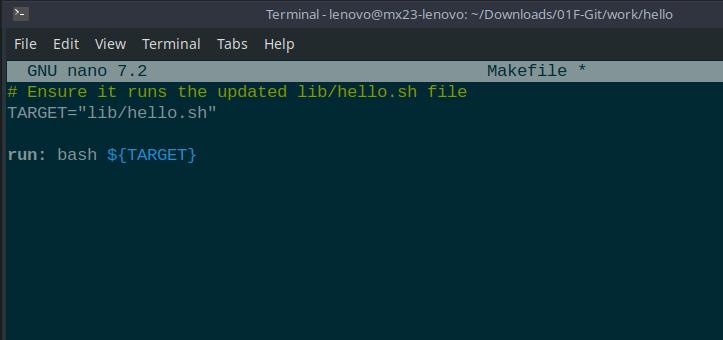 Terminal - lenovo@mx23-lenovo: ~/Downloads/01F-Git/work/hello
File Edit View Terminal Tabs Help
GNU nano 7.2 Makefile *
# Ensure it runs the updated lib/hello.sh file
TARGET="lib/hello.sh"
run: bash ${TARGET}